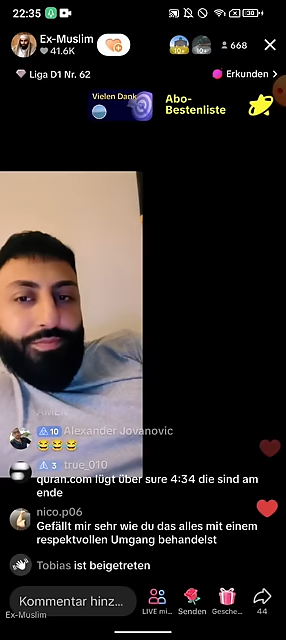 22:35
30
Ex-Muslim
41.6K
10+
10+
668
Liga D1 Nr. 62
Erkunden
Vielen Dank
Abo-
Bestenliste
AMEN
10 Alexander Jovanovic
😂😂😂
3 true_010
quran.com lügt über sure 4:34 die sind am
ende
nico.p06
Gefällt mir sehr wie du das alles mit einem
respektvollen Umgang behandelst
Tobias ist beigetreten
Kommentar hinz...
LIVE mi...
Senden
Gesche...
44
Ex-Muslim